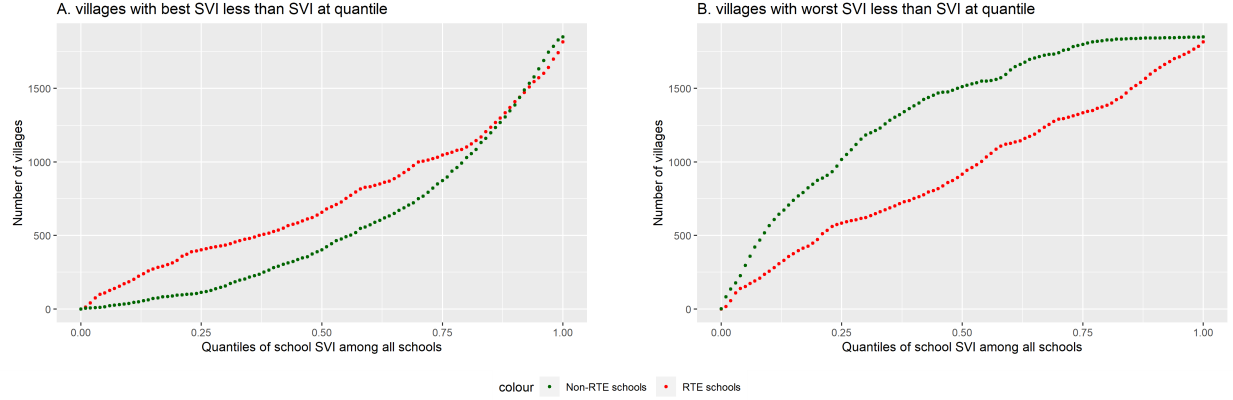 A. villages with best SVI less than SVI at quantile
Number of villages
1500
1000
500
0
0.00 0.25 0.50 0.75 1.00
Quantiles of school SVI among all schools
B. villages with worst SVI less than SVI at quantile
Number of villages
1500
1000
500
0
0.00 0.25 0.50 0.75 1.00
Quantiles of school SVI among all schools
colour Non-RTE schools RTE schools